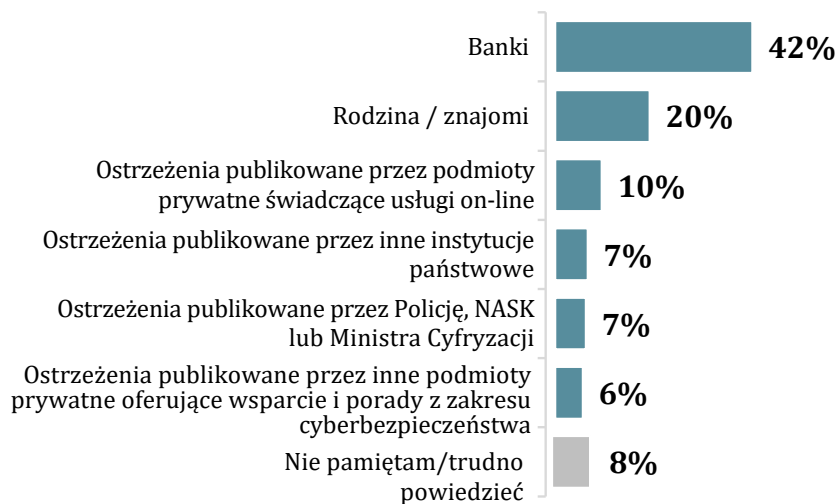 Banki
42%
Rodzina / znajomi
20%
Ostrzeżenia publikowane przez podmioty
prywatne świadczące usługi on-line
10%
Ostrzeżenia publikowane przez inne instytucje
państwowe
7%
Ostrzeżenia publikowane przez Policję, NASK
lub Ministra Cyfryzacji
7%
Ostrzeżenia publikowane przez inne podmioty
prywatne oferujące wsparcie i porady z zakresu
cyberbezpieczeństwa
6%
Nie pamiętam/trudno
powiedzieć
8%